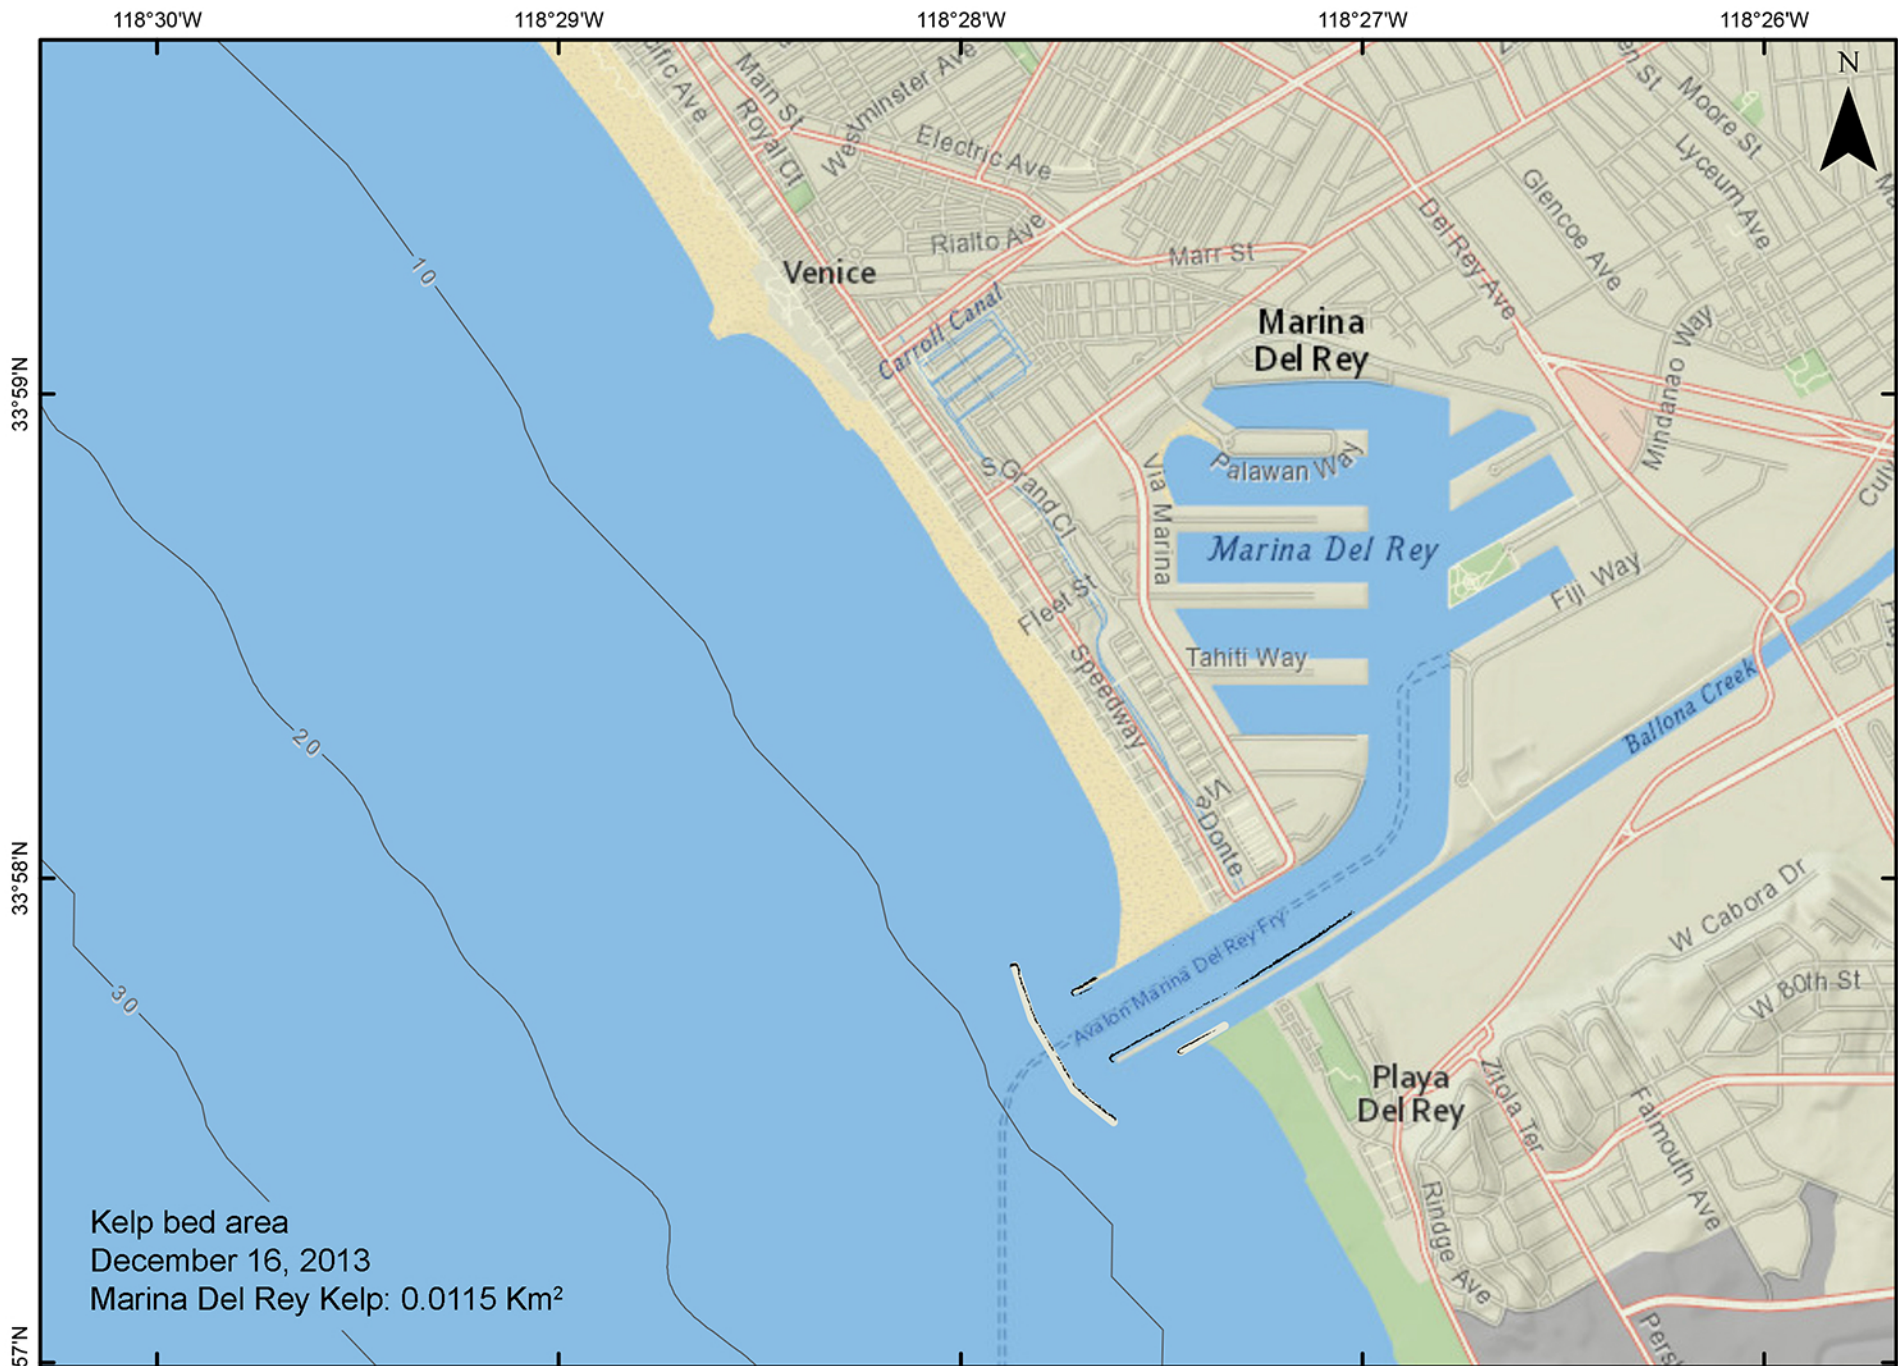 118°30'W 118°29'W 118°28'W 118°27'W 118°26'W
N
Main St
Royal Ct
Westminster Ave
Electric Ave
Rialto Ave
Marr St
Moore St
Lyceum Ave
Glencoe Ave
Del Rey Ave
Venice
10
Carroll Canal
Marina
Del Rey
Mindanao Way
33°59'N
Palawan Way
S Grand Cl
Via Marina
Marina Del Rey
Fiji Way
Fleet St
Tahiti Way
Speedway
Ballona Creek
20
Via Donte
33°58'N
W Cabora Dr
Avalon Marina Del Rey Fry
W 80th St
30
Playa
Del Rey
Zitola Ter
Falmouth Ave
Rindge Ave
Kelp bed area
December 16, 2013
Marina Del Rey Kelp: 0.0115 Km²
57'N